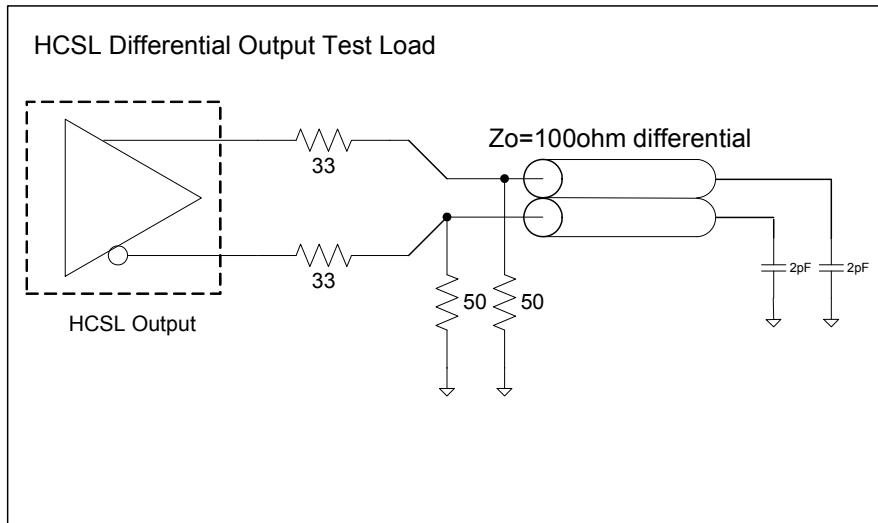 HCSL Differential Output Test Load
Zo=100ohm differential
33
33
50
50
2pF
2pF
HCSL Output